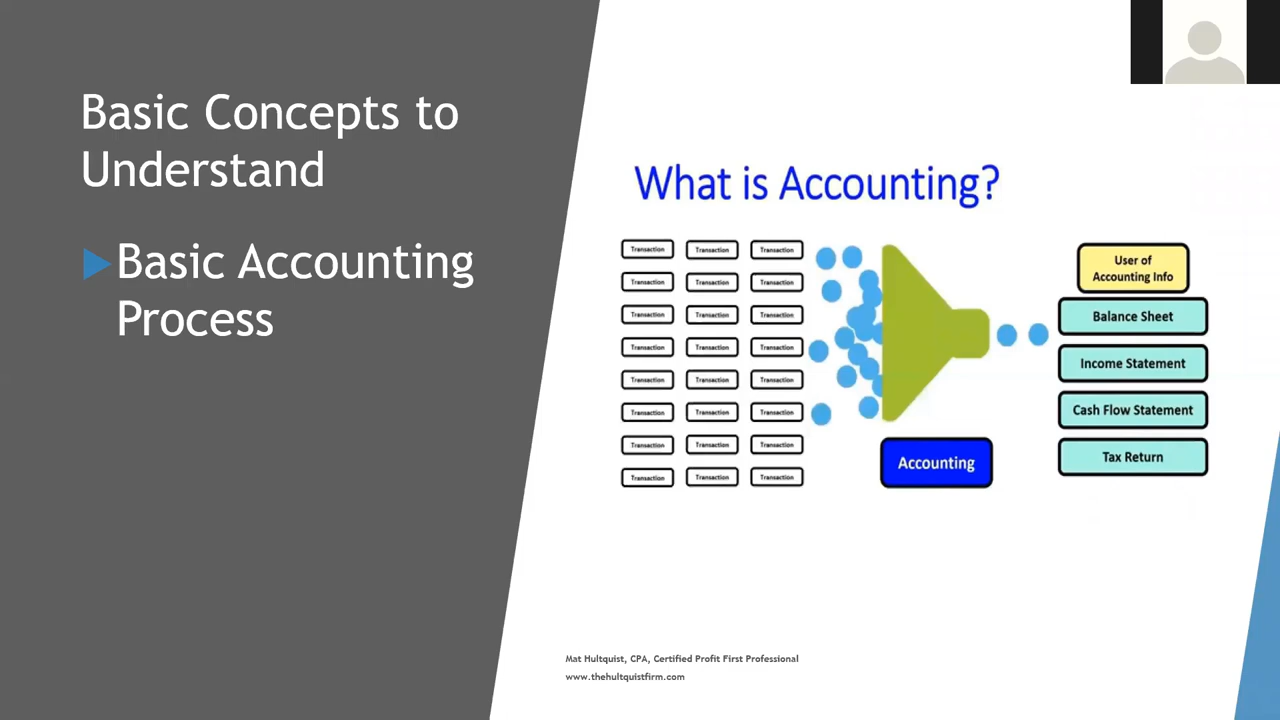 Basic Concepts to
Understand
Basic Accounting
Process
What is Accounting?
Transaction Transaction Transaction
Transaction Transaction Transaction
Transaction Transaction Transaction
Transaction Transaction Transaction
Transaction Transaction Transaction
Transaction Transaction Transaction
Transaction Transaction Transaction
Transaction Transaction Transaction
Accounting
User of
Accounting Info
Balance Sheet
Income Statement
Cash Flow Statement
Tax Return
Mat Hultquist, CPA, Certified Profit First Professional
www.thehultquistfirm.com